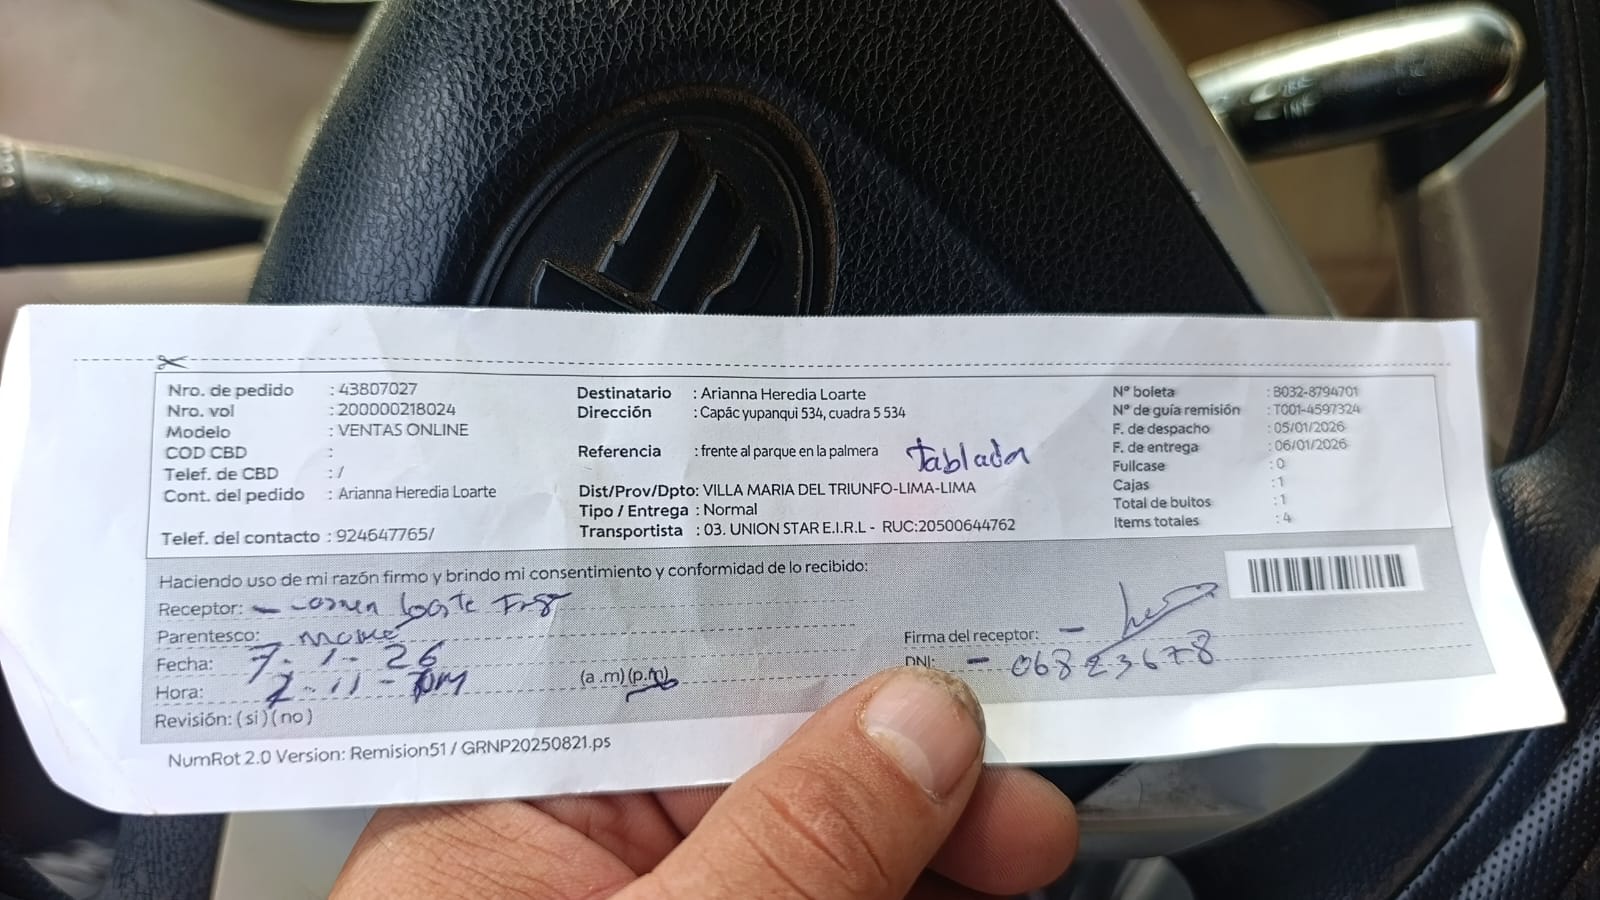 Nro. de pedido : 43807027
Nro. vol : 200000218024
Modelo : VENTAS ONLINE
COD CBD :
Telef. de CBD : /
Cont. del pedido : Arianna Heredia Loarte
Telef. del contacto : 924647765/
Destinatario : Arianna Heredia Loarte
Dirección : Capác yupanqui 534, cuadra 5 534
Referencia : frente al parque en la palmera Tablada
Dist/Prov/Dpto: VILLA MARIA DEL TRIUNFO-LIMA-LIMA
Tipo / Entrega : Normal
Transportista : 03. UNION STAR E.I.R.L - RUC:20500644762
N° boleta : B032-8794701
N° de guía remisión : T001-4597324
F. de despacho : 05/01/2026
F. de entrega : 06/01/2026
Fullcase : 0
Cajas : 1
Total de bultos : 1
Items totales : 4
Haciendo uso de mi razón firmo y brindo mi consentimiento y conformidad de lo recibido:
Receptor: Loarte
Parentesco:
Fecha: 7-1-26
Hora: 2-11-pm (a.m)(p.m)
Revisión: (si)(no)
Firma del receptor:
DNI: - 06823678
NumRot 2.0 Version: Remision51 / GRNP20250821.ps